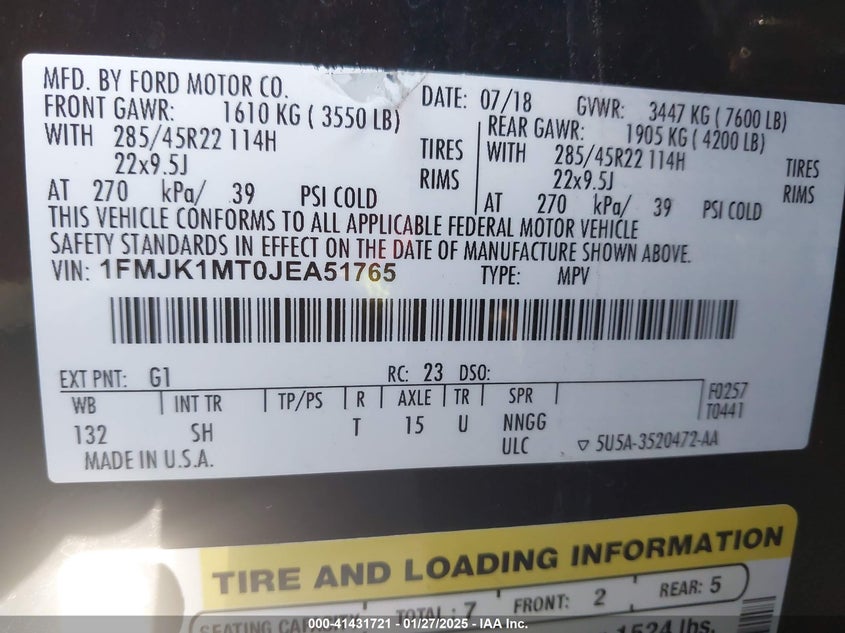 MFD. BY FORD MOTOR CO. DATE: 07/18 GVWR: 3447 KG ( 7600 LB)
FRONT GAWR: 1610 KG ( 3550 LB) REAR GAWR: 1905 KG ( 4200 LB)
WITH 285/45R22 114H TIRES WITH 285/45R22 114H TIRES
22x9.5J RIMS 22x9.5J RIMS
AT 270 kPa/ 39 PSI COLD AT 270 kPa/ 39 PSI COLD
THIS VEHICLE CONFORMS TO ALL APPLICABLE FEDERAL MOTOR VEHICLE
SAFETY STANDARDS IN EFFECT ON THE DATE OF MANUFACTURE SHOWN ABOVE.
VIN: 1FMJK1MT0JEA51765 TYPE: MPV
EXT PNT: G1 RC: 23 DSO:
WB INT TR TP/PS R AXLE TR SPR F0257
T0441
132 SH T 15 U NNGG
ULC ▽ 5U5A-3520472-AA
MADE IN U.S.A.
TIRE AND LOADING INFORMATION
SEATING CAPACITY TOTAL : 7 FRONT: 2 REAR: 5
1524 lbs.
000-41431721 - 01/27/2025 - IAA Inc.